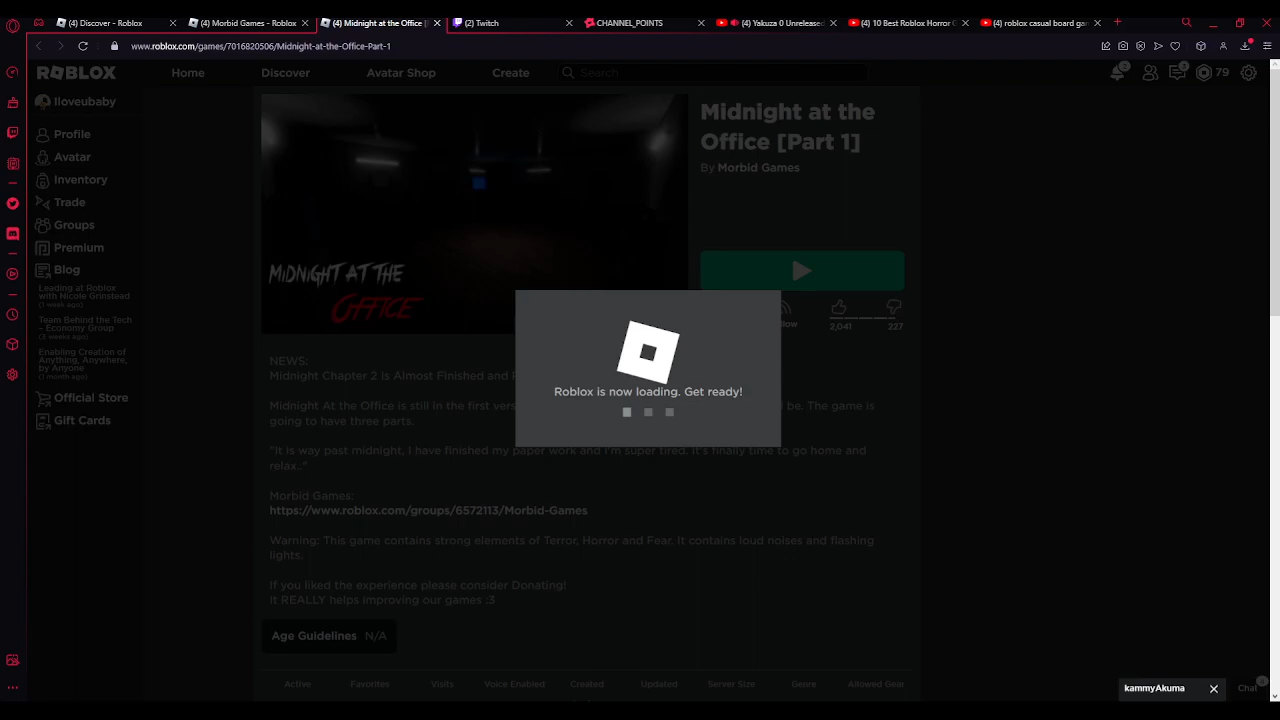 (4) Discover - Roblox
(4) Morbid Games - Roblox
(4) Midnight at the Office [
(2) Twitch
CHANNEL_POINTS
(4) Yakuza 0 Unreleased
(4) 10 Best Roblox Horror
(4) roblox casual board gam
www.roblox.com/games/7016820506/Midnight-at-the-Office-Part-1
ROBLOX
Home
Discover
Avatar Shop
Create
Search
79
Iloveubaby
Profile
Avatar
Inventory
Trade
Groups
Premium
Blog
Leading at Roblox
with Nicole Grinstead
(1 week ago)
Team Behind the Tech
- Economy Group
(3 weeks ago)
Enabling Creation of
Anything, Anywhere,
by Anyone
(1 month ago)
Official Store
Gift Cards
MIDNIGHT AT THE
OFFICE
Midnight at the
Office [Part 1]
By Morbid Games
2,041
227
Roblox is now loading. Get ready!
NEWS:
Midnight Chapter 2 Is Almost Finished and
Midnight At the Office is still in the first vers be. The game is
going to have three parts.
"It is way past midnight, I have finished my paper work and I'm super tired. It's finally time to go home and
relax.."
Morbid Games:
https://www.roblox.com/groups/6572113/Morbid-Games
Warning: This game contains strong elements of Terror, Horror and Fear. It contains loud noises and flashing
lights.
If you liked the experience please consider Donating!
It REALLY helps improving our games :3
Age Guidelines N/A
Active
Favorites
Visits
Voice Enabled
Created
Updated
Server Size
Genre
Allowed Gear
kammyAkuma
Chat